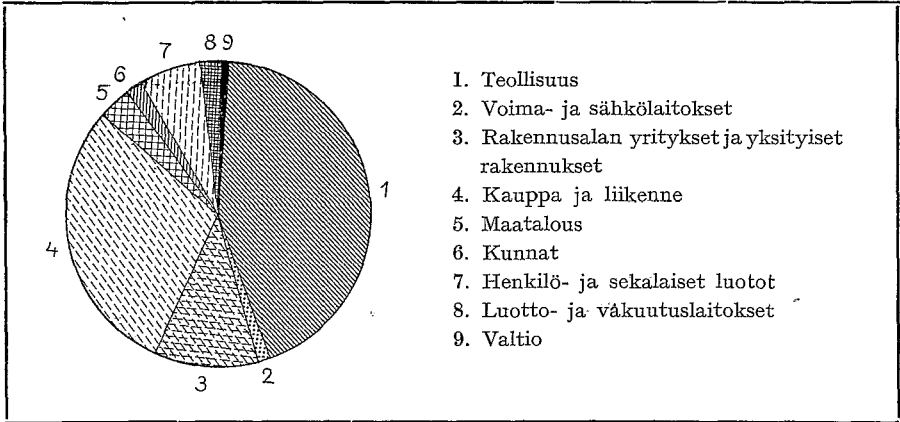 8 9
7
6
5
1
4
3
2
1. Teollisuus
2. Voima- ja sähkölaitokset
3. Rakennusalan yritykset ja yksityiset
rakennukset
4. Kauppa ja liikenne
5. Maatalous
6. Kunnat
7. Henkilö- ja sekalaiset luotot
8. Luotto- ja vakuutuslaitokset
9. Valtio